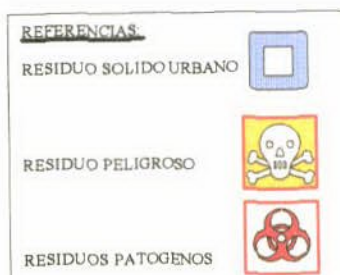 REFERENCIAS:
RESIDUO SOLIDO URBANO
RESIDUO PELIGROSO
RESIDUOS PATOGENOS